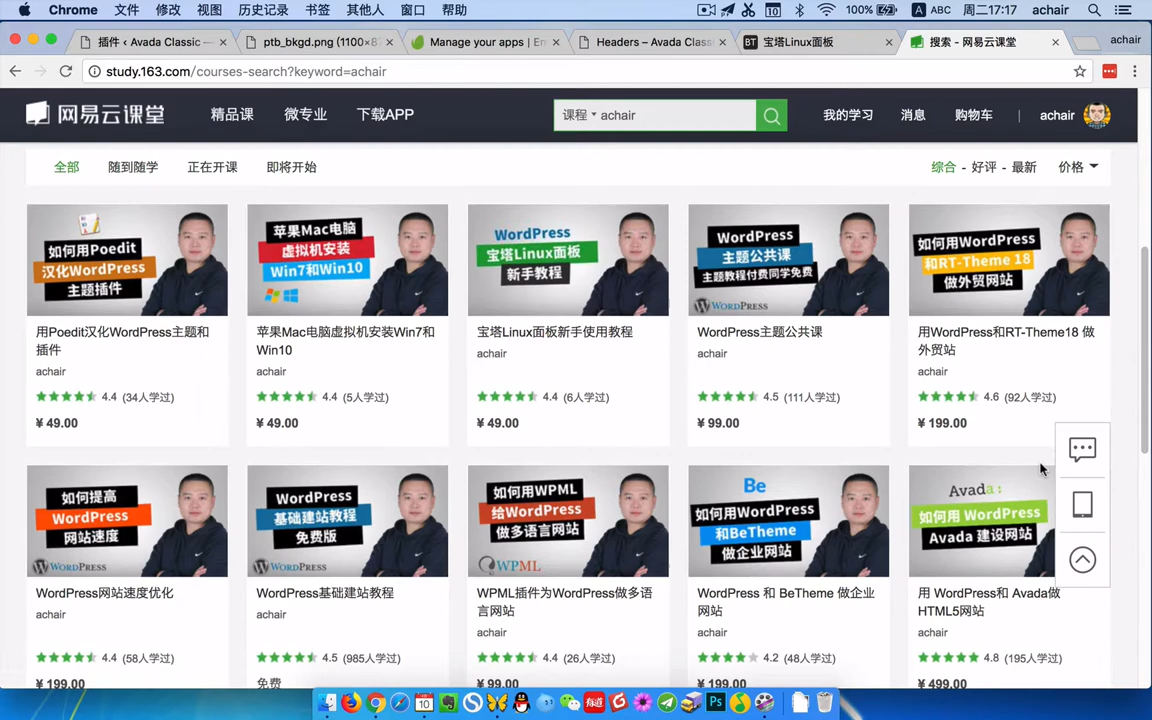 Chrome 文件 修改 视图 历史记录 书签 其他人 窗口 帮助 10 100% A ABC 周二17:17 achair
插件 ‹ Avada Classic — ptb_bkgd.png (1100×8 Manage your apps | En Headers – Avada Classi BT 宝塔Linux面板 搜索 - 网易云课堂 achair
study.163.com/courses-search?keyword=achair
网易云课堂 精品课 微专业 下载APP 课程 achair 我的学习 消息 购物车 | achair
全部 随到随学 正在开课 即将开始 综合 - 好评 - 最新 价格
如何用Poedit
汉化WordPress
主题插件
用Poedit汉化WordPress主题和
插件
achair
4.4 (34人学过)
¥ 49.00
苹果Mac电脑
虚拟机安装
Win7和Win10
苹果Mac电脑虚拟机安装Win7和
Win10
achair
4.4 (5人学过)
¥ 49.00
WordPress
宝塔Linux面板
新手教程
宝塔Linux面板新手使用教程
achair
4.4 (6人学过)
¥ 49.00
WordPress
主题公共课
主题教程付费同学免费
WORDPRESS
WordPress主题公共课
achair
4.5 (111人学过)
¥ 99.00
如何用WordPress
和RT-Theme 18
做外贸网站
用WordPress和RT-Theme18 做
外贸站
achair
4.6 (92人学过)
¥ 199.00
如何提高
WordPress
网站速度
WORDPRESS
WordPress网站速度优化
achair
4.4 (58人学过)
¥ 199.00
WordPress
基础建站教程
免费版
WORDPRESS
WordPress基础建站教程
achair
4.5 (985人学过)
免费
如何用WPML
给WordPress
做多语言网站
WPML
WPML插件为WordPress做多语
言网站
achair
4.4 (26人学过)
¥ 99.00
Be
如何用WordPress
和BeTheme
做企业网站
WordPress 和 BeTheme 做企业
网站
achair
4.2 (48人学过)
¥ 199.00
Avada:
如何用 WordPress
Avada 建设网站
用 WordPress和 Avada做
HTML5网站
achair
4.8 (195人学过)
¥ 499.00
10 标道 Ps